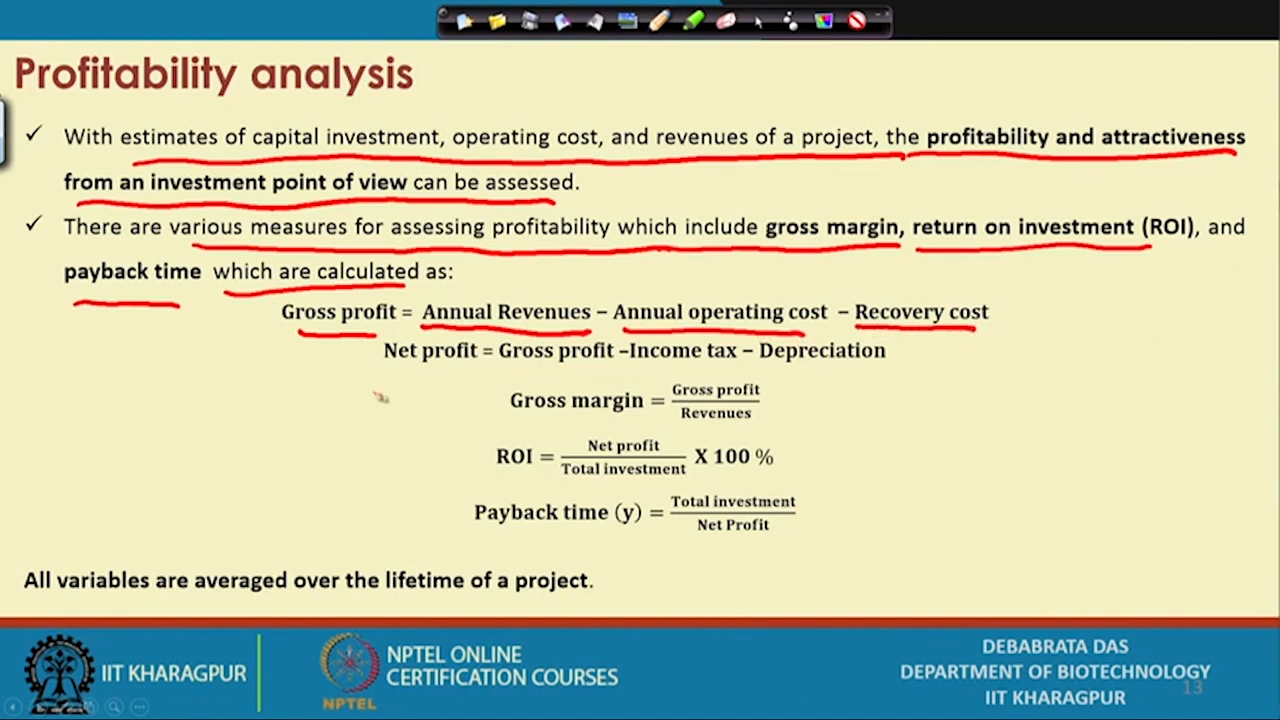 Profitability analysis
✓ With estimates of capital investment, operating cost, and revenues of a project, the profitability and attractiveness
from an investment point of view can be assessed.
✓ There are various measures for assessing profitability which include gross margin, return on investment (ROI), and
payback time which are calculated as:
Gross profit = Annual Revenues − Annual operating cost − Recovery cost
Net profit = Gross profit −Income tax − Depreciation
Gross margin = Gross profit / Revenues
ROI = Net profit / Total investment X 100 %
Payback time (y) = Total investment / Net Profit
All variables are averaged over the lifetime of a project.
IIT KHARAGPUR
NPTEL
NPTEL ONLINE
CERTIFICATION COURSES
DEBABRATA DAS
DEPARTMENT OF BIOTECHNOLOGY
IIT KHARAGPUR
13